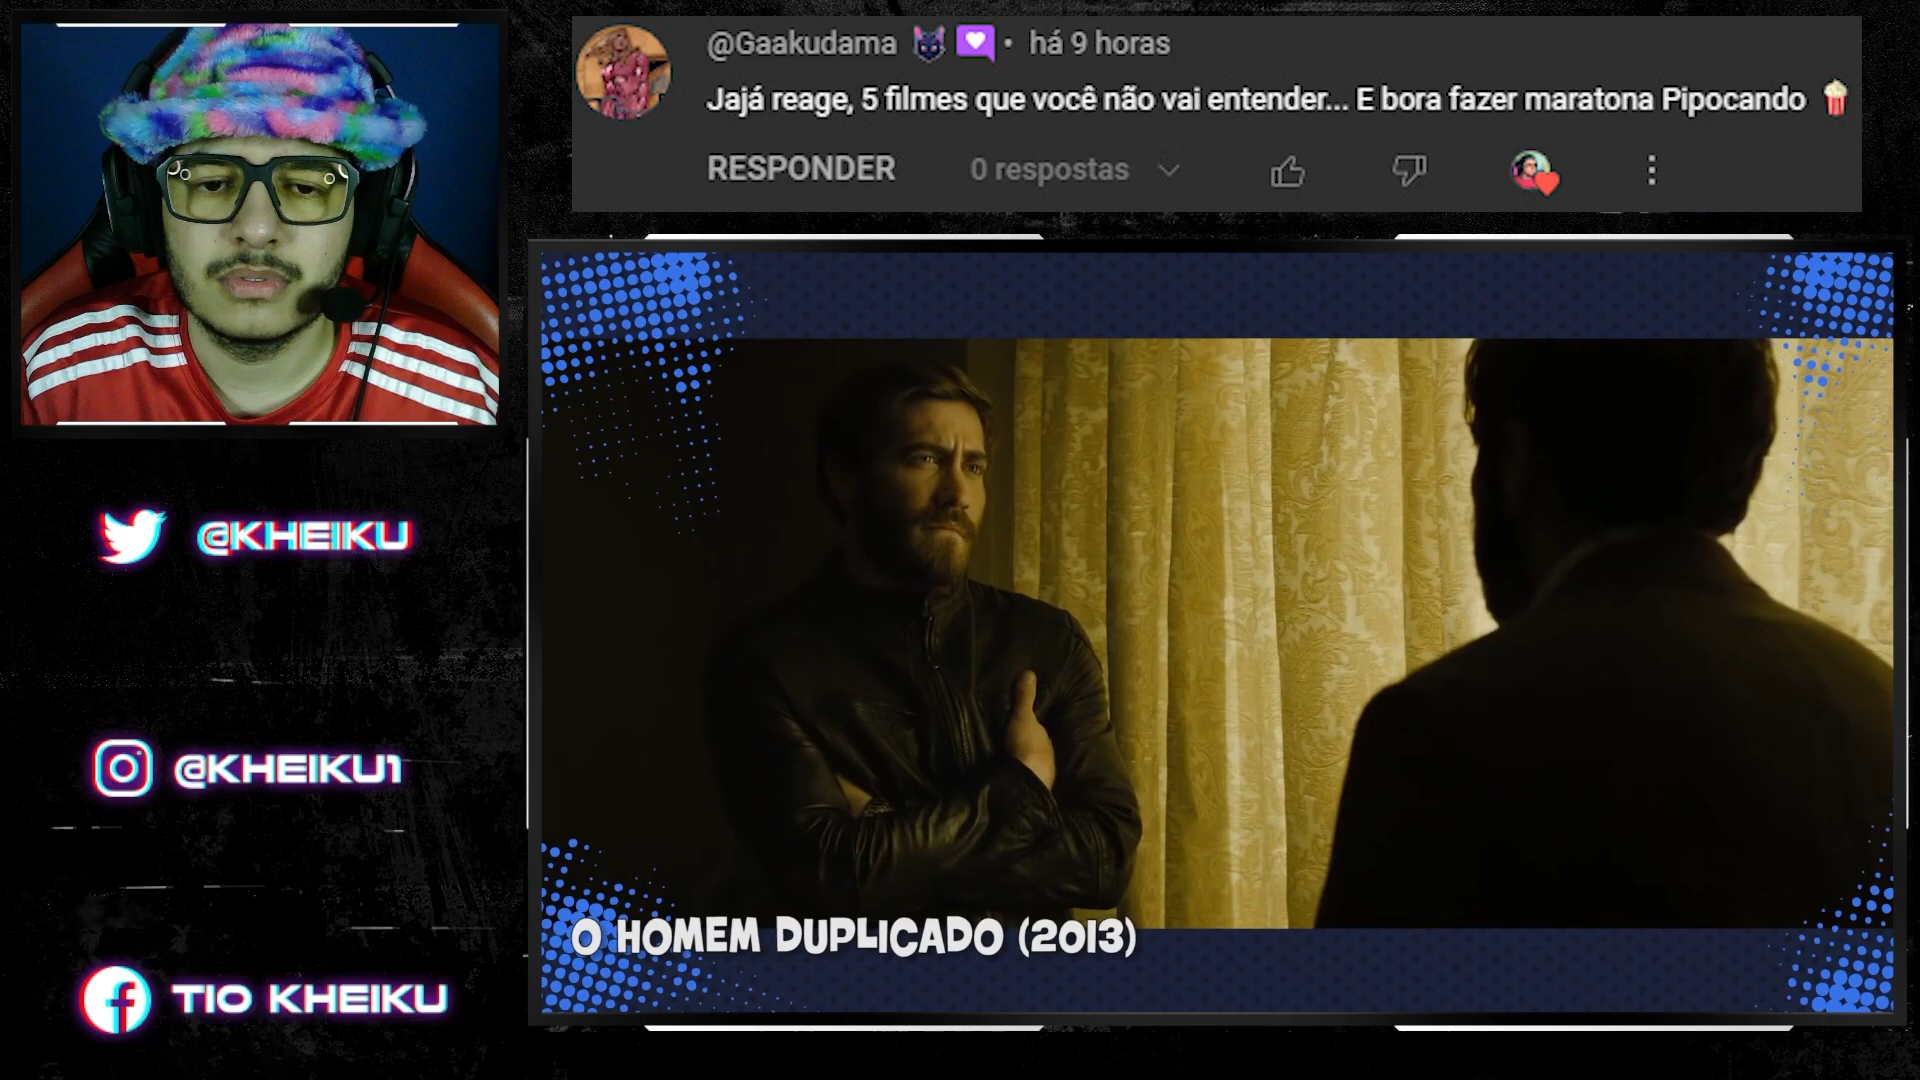 @Gaakudama • há 9 horas
Jajá reage, 5 filmes que você não vai entender... E bora fazer maratona Pipocando
RESPONDER 0 respostas
@KHEIKU
@KHEIKU1
TIO KHEIKU
O HOMEM DUPLICADO (2013)